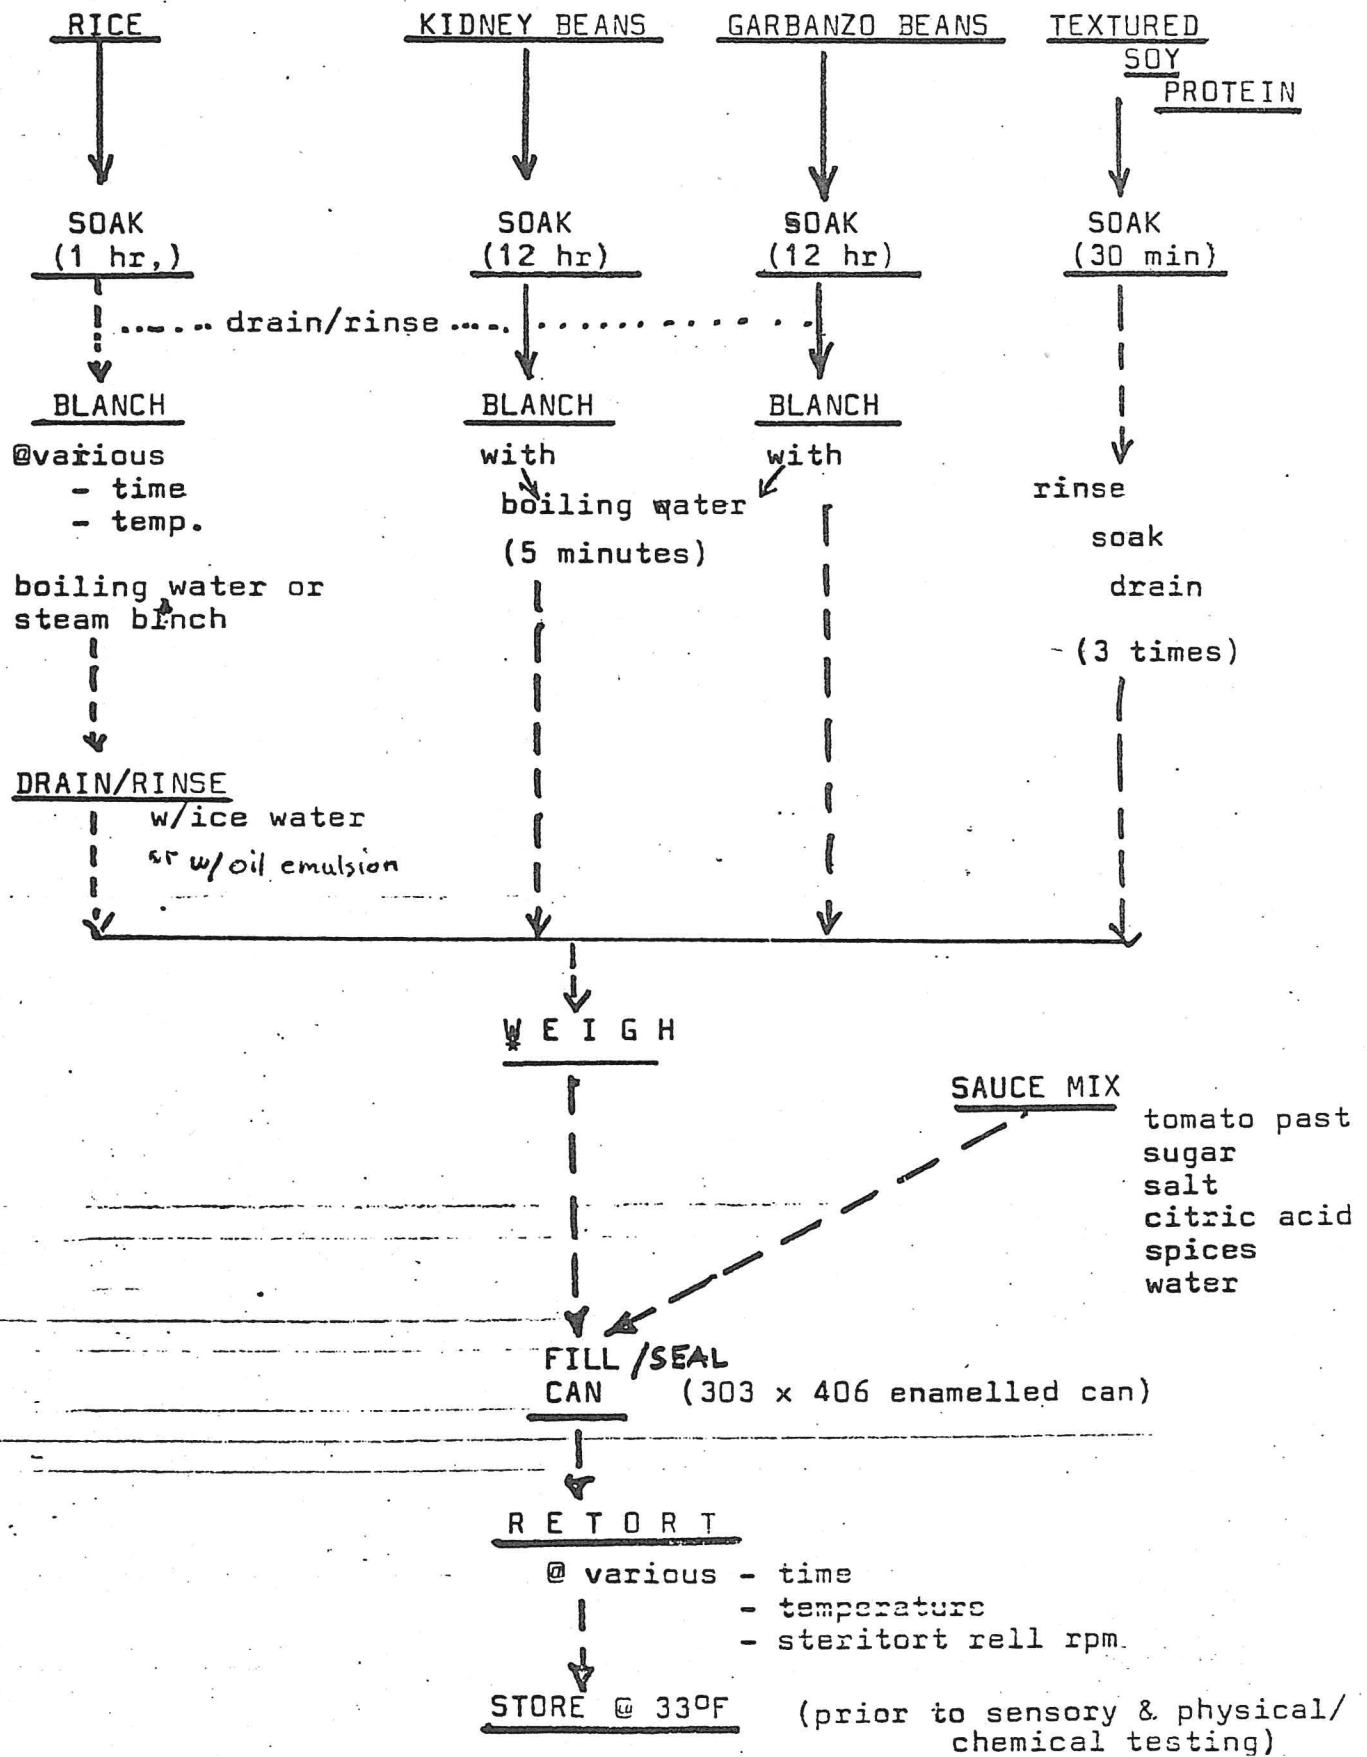 RICE
KIDNEY BEANS
GARBANZO BEANS
TEXTURED
SOY
PROTEIN
SOAK
(1 hr,)
SOAK
(12 hr)
SOAK
(12 hr)
SOAK
(30 min)
drain/rinse
BLANCH
@various
- time
- temp.
boiling water or
steam blnch
BLANCH
with
BLANCH
with
boiling water
(5 minutes)
rinse
soak
drain
(3 times)
DRAIN/RINSE
w/ice water
or w/oil emulsion
W E I G H
SAUCE MIX
tomato past
sugar
salt
citric acid
spices
water
FILL /SEAL
CAN (303 x 406 enamelled can)
R E T O R T
@ various - time
- temperature
- steritort rell rpm.
STORE @ 33ºF (prior to sensory & physical/
chemical testing)